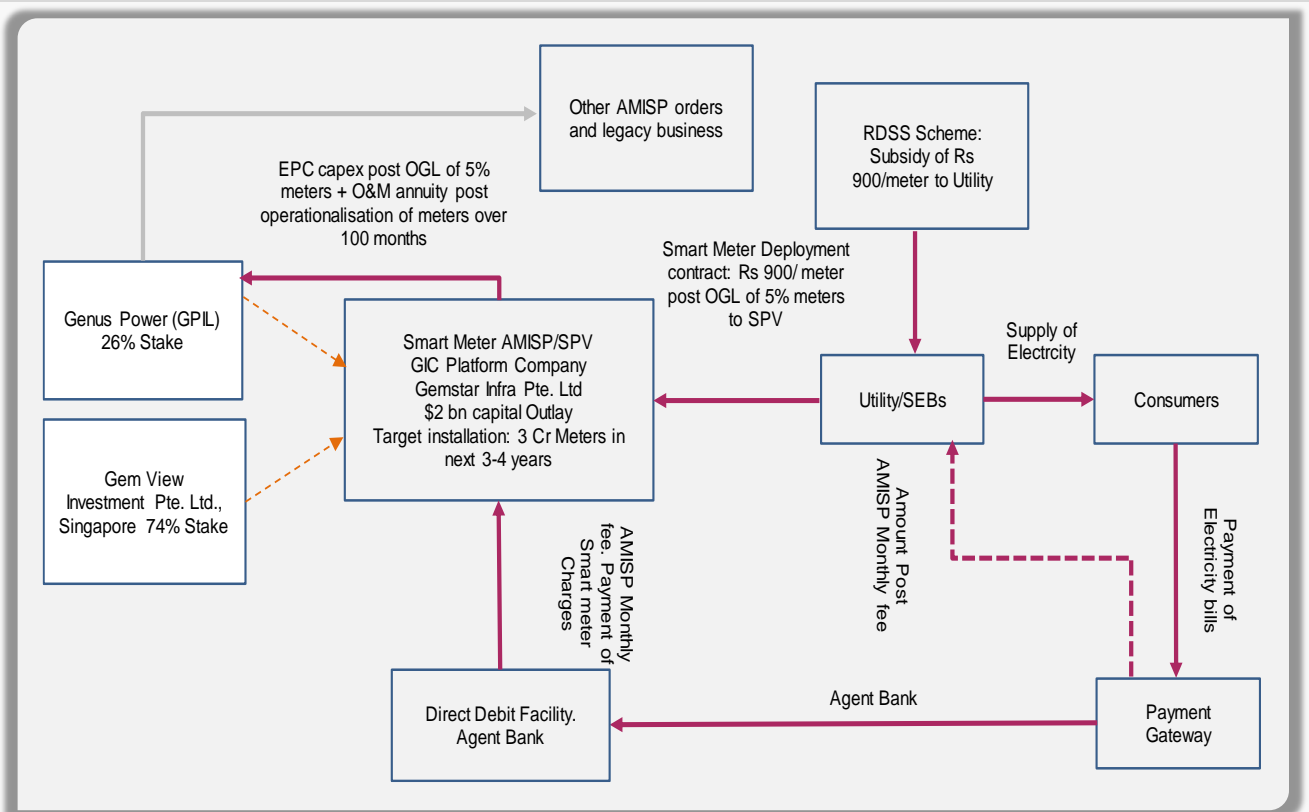 Other AMISP orders
and legacy business
RDSS Scheme:
Subsidy of Rs
900/meter to Utility
EPC capex post OGL of 5%
meters + O&M annuity post
operationalisation of meters over
100 months
Smart Meter Deployment
contract: Rs 900/ meter
post OGL of 5% meters
to SPV
Genus Power (GPIL)
26% Stake
Smart Meter AMISP/SPV
GIC Platform Company
Gemstar Infra Pte. Ltd
$2 bn capital Outlay
Target installation: 3 Cr Meters in
next 3-4 years
Supply of
Electrcity
Utility/SEBs
Consumers
Gem View
Investment Pte. Ltd.,
Singapore 74% Stake
AMISP Monthly
fee. Payment of
Smart meter
Charges
Amount Post
AMISP Monthly fee
Payment of
Electricity bills
Direct Debit Facility.
Agent Bank
Agent Bank
Payment
Gateway